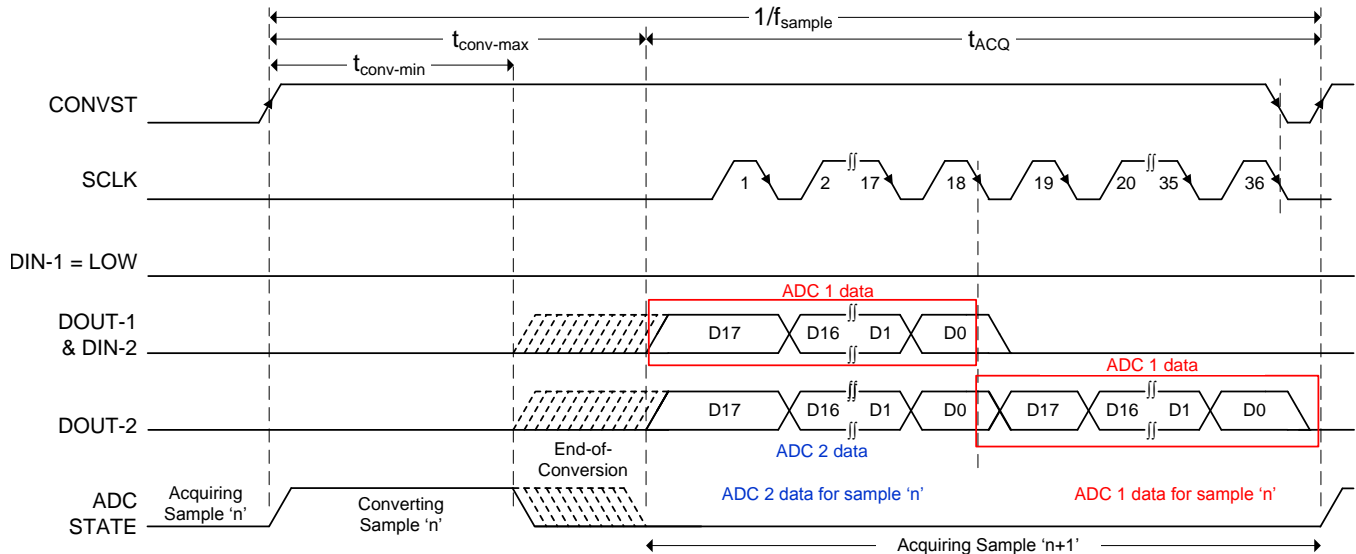 1/fsample
tconv-max
tACQ
tconv-min
CONVST
SCLK
1 2 17 18 19 20 35 36
DIN-1 = LOW
ADC 1 data
DOUT-1
& DIN-2
D17 D16 D1 D0
ADC 1 data
DOUT-2
D17 D16 D1 D0 D17 D16 D1 D0
End-of-
Conversion
ADC 2 data
ADC
STATE
Acquiring
Sample ‘n’
Converting
Sample ‘n’
ADC 2 data for sample ‘n’
ADC 1 data for sample ‘n’
Acquiring Sample ‘n+1’